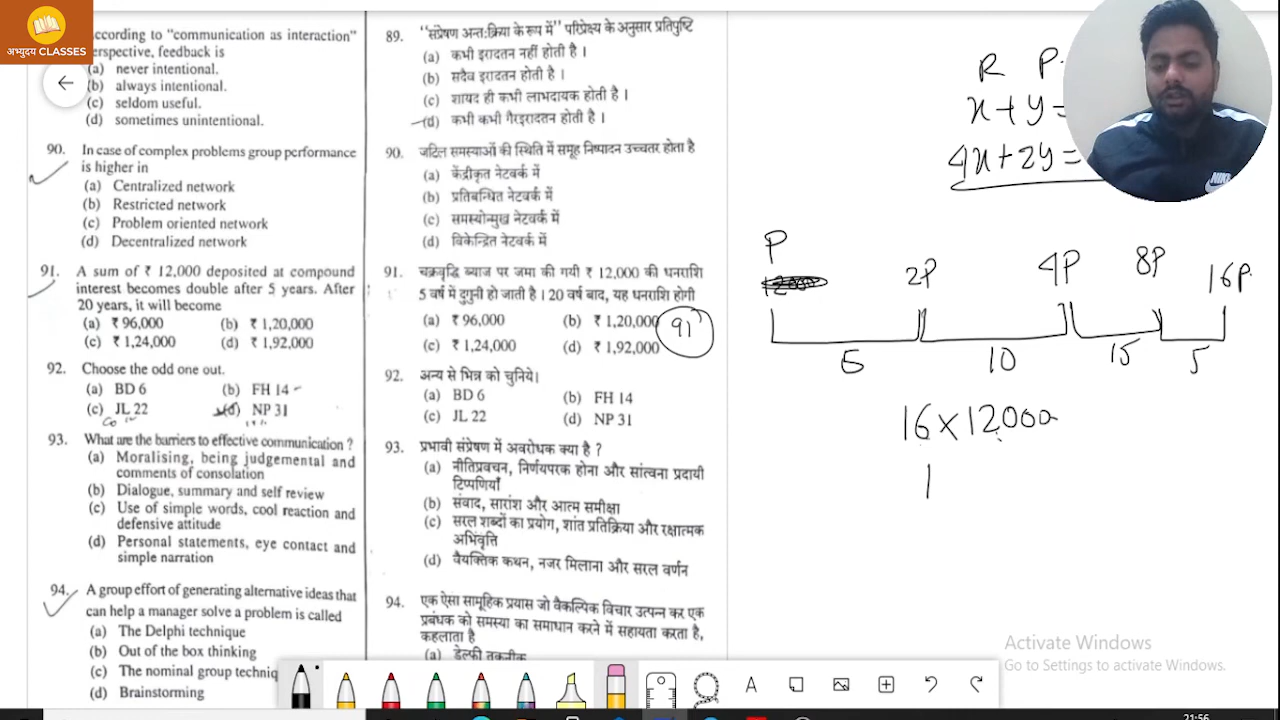 अभ्युदय CLASSES
According to "communication as interaction"
perspective, feedback is
(a) never intentional.
(b) always intentional.
(c) seldom useful.
(d) sometimes unintentional.
90. In case of complex problems group performance
is higher in
(a) Centralized network
(b) Restricted network
(c) Problem oriented network
(d) Decentralized network
91. A sum of ₹ 12,000 deposited at compound
interest becomes double after 5 years. After
20 years, it will become
(a) ₹ 96,000 (b) ₹ 1,20,000
(c) ₹ 1,24,000 (d) ₹ 1,92,000
92. Choose the odd one out.
(a) BD 6 (b) FH 14
(c) JL 22 (d) NP 31
93. What are the barriers to effective communication ?
(a) Moralising, being judgemental and
comments of consolation
(b) Dialogue, summary and self review
(c) Use of simple words, cool reaction and
defensive attitude
(d) Personal statements, eye contact and
simple narration
94. A group effort of generating alternative ideas that
can help a manager solve a problem is called
(a) The Delphi technique
(b) Out of the box thinking
(c) The nominal group techniq
(d) Brainstorming
89. "संप्रेषण अन्तःक्रिया के रूप में" परिप्रेक्ष्य के अनुसार प्रतिपुष्टि
(a) कभी इरादतन नहीं होती है ।
(b) सदैव इरादतन होती है ।
(c) शायद ही कभी लाभदायक होती है ।
(d) कभी कभी गैरइरादतन होती है ।
90. जटिल समस्याओं की स्थिति में समूह निष्पादन उच्चतर होता है
(a) केंद्रीकृत नेटवर्क में
(b) प्रतिबन्धित नेटवर्क में
(c) समस्योन्मुख नेटवर्क में
(d) विकेन्द्रित नेटवर्क में
91. चक्रवृद्धि ब्याज पर जमा की गयी ₹ 12,000 की धनराशि
5 वर्ष में दुगुनी हो जाती है । 20 वर्ष बाद, यह धनराशि होगी
(a) ₹ 96,000 (b) ₹ 1,20,000
(c) ₹ 1,24,000 (d) ₹ 1,92,000
91
92. अन्य से भिन्न को चुनिये।
(a) BD 6 (b) FH 14
(c) JL 22 (d) NP 31
93. प्रभावी संप्रेषण में अवरोधक क्या है ?
(a) नीतिप्रवचन, निर्णयपरक होना और सांत्वना प्रदायी
टिप्पणियाँ
(b) संवाद, सारांश और आत्म समीक्षा
(c) सरल शब्दों का प्रयोग, शांत प्रतिक्रिया और रक्षात्मक
अभिवृत्ति
(d) वैयक्तिक कथन, नजर मिलाना और सरल वर्णन
94. एक ऐसा सामूहिक प्रयास जो वैकल्पिक विचार उत्पन्न कर एक
प्रबंधक को समस्या का समाधान करने में सहायता करता है,
कहलाता है
(a) डेल्फी तकनीक
R P
x+y=
4x+2y=
P 2P 4P 8P 16P
5 10 15 5
16x12000
1
NIKE
Activate Windows
Go to Settings to activate Windows.
A
21:56